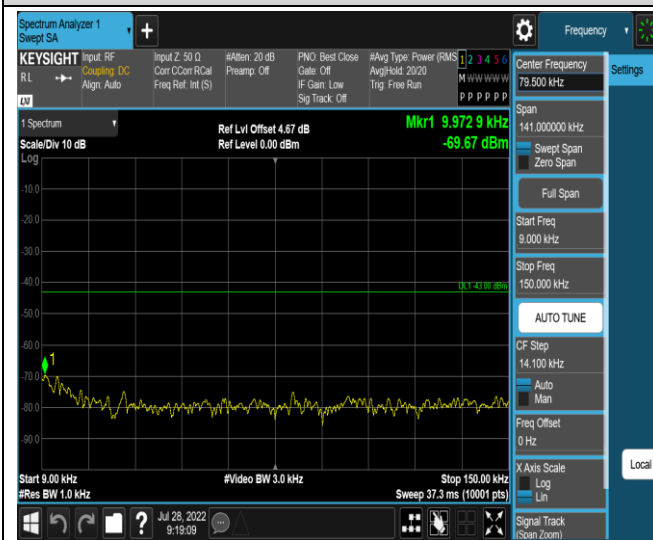 Spectrum Analyzer 1
Swept SA
+
Frequency
KEYSIGHT
RL
LXI
Input: RF
Coupling: DC
Align: Auto
Input Z: 50 Ω
Corr CCorr RCal
Freq Ref: Int (S)
#Atten: 20 dB
Preamp: Off
PNO: Best Close
Gate: Off
IF Gain: Low
Sig Track: Off
#Avg Type: Power (RMS
Avg|Hold: 20/20
Trig: Free Run
1 2 3 4 5 6
M W W W W W
P P P P P P
Center Frequency
79.500 kHz
Settings
Span
141.000000 kHz
Swept Span
Zero Span
Full Span
Start Freq
9.000 kHz
Stop Freq
150.000 kHz
AUTO TUNE
CF Step
14.100 kHz
Auto
Man
Freq Offset
0 Hz
X Axis Scale
Log
Lin
Local
Signal Track
(Span Zoom)
1 Spectrum
Scale/Div 10 dB
Log
Ref Lvl Offset 4.67 dB
Ref Level 0.00 dBm
Mkr1 9.972 9 kHz
-69.67 dBm
-10.0
-20.0
-30.0
-40.0
DL1 -43.00 dBm
-50.0
-60.0
1
-70.0
-80.0
-90.0
Start 9.00 kHz
#Res BW 1.0 kHz
#Video BW 3.0 kHz
Stop 150.00 kHz
Sweep 37.3 ms (10001 pts)
?
Jul 28, 2022
9:19:09